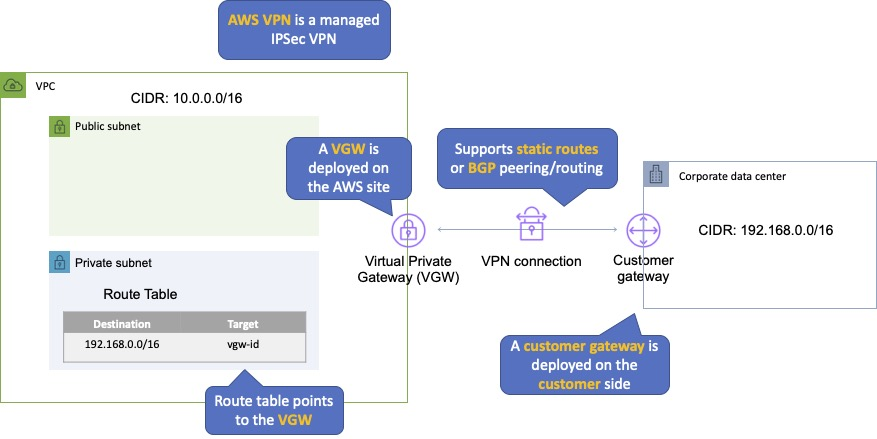 AWS VPN is a managed
IPSec VPN
VPC
CIDR: 10.0.0.0/16
Public subnet
A VGW is
deployed on
the AWS site
Supports static routes
or BGP peering/routing
Corporate data center
CIDR: 192.168.0.0/16
Virtual Private
Gateway (VGW)
VPN connection
Customer
gateway
Private subnet
Route Table
Destination Target
192.168.0.0/16 vgw-id
Route table points
to the VGW
A customer gateway is
deployed on the
customer side